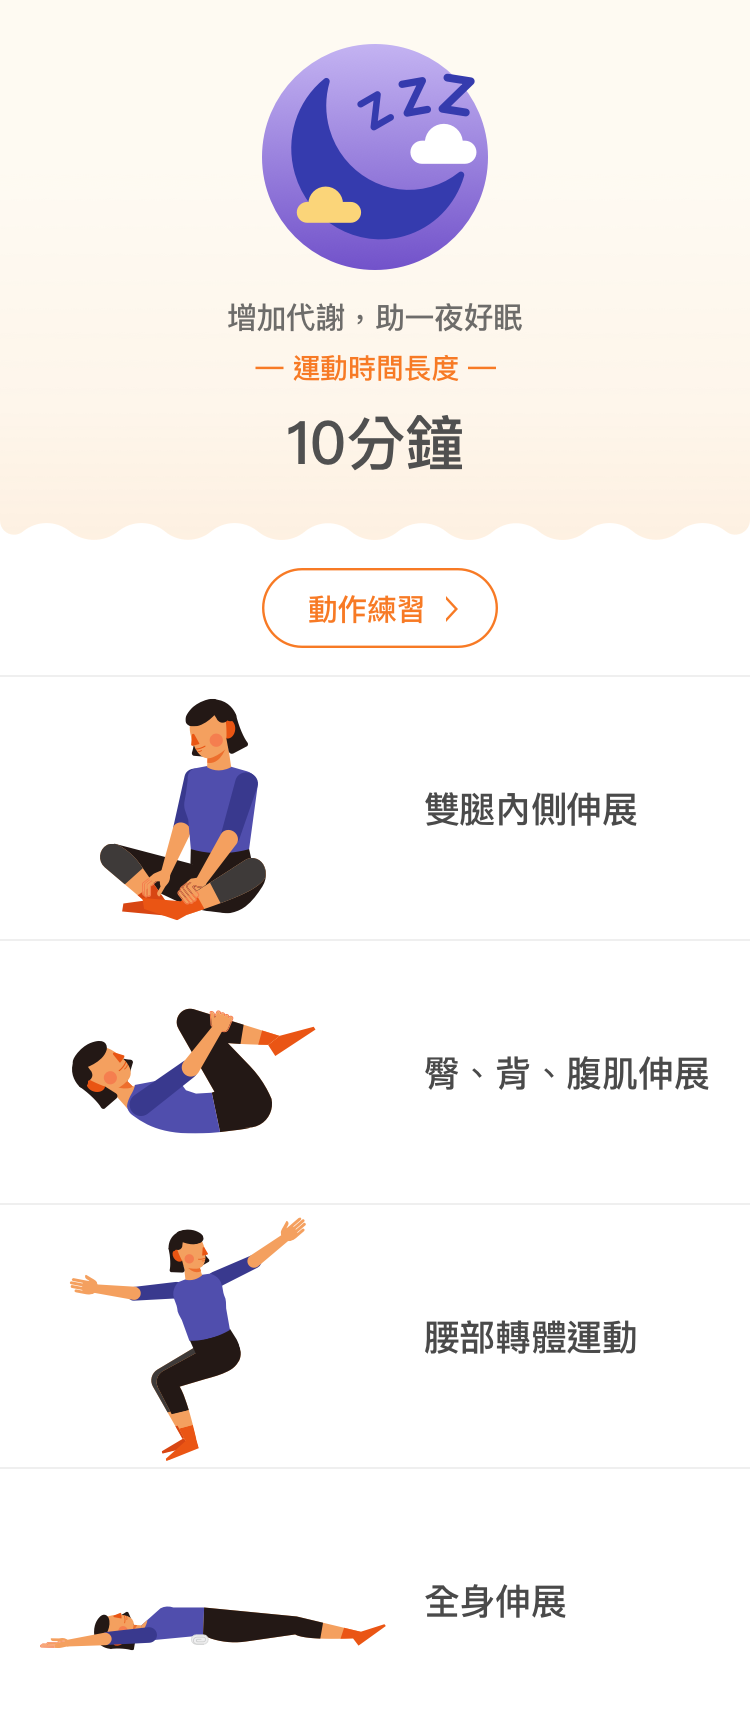 zzz
增加代謝，助一夜好眠
— 運動時間長度 —
10分鐘
動作練習
雙腿內側伸展
臀、背、腹肌伸展
腰部轉體運動
全身伸展